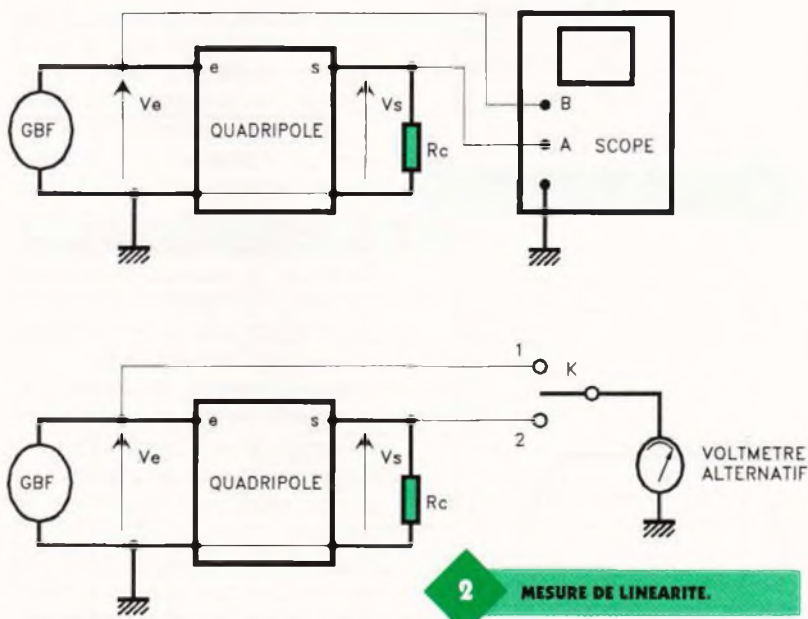 e
s
B
Ve
Vs
GBF
QUADRIPOLE
Rc
A
SCOPE
1
K
e
s
2
Ve
Vs
VOLTMETRE
ALTERNATIF
GBF
QUADRIPOLE
Rc
2 MESURE DE LINEARITE.